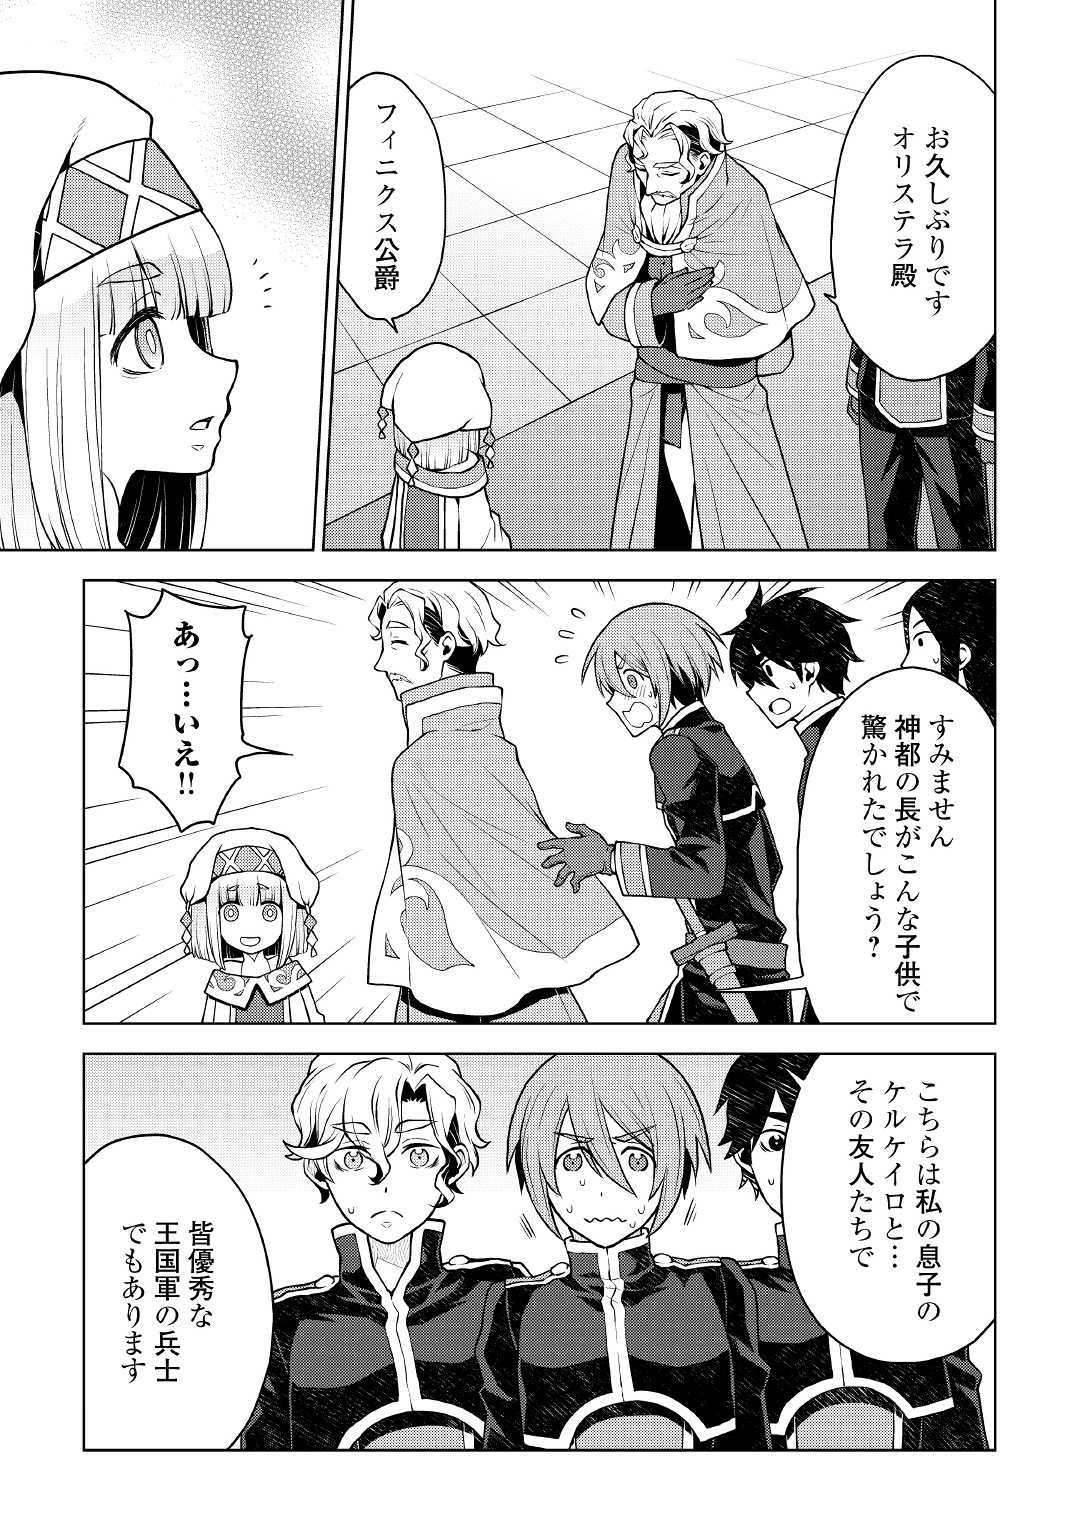 お久しぶりです
オリステラ殿
フィニクス公爵
すみません
神都の長がこんな子供で
驚かれたでしょう?
あっ…いえ!!
こちらは私の息子の
ケルケイロと…
その友人たちで
皆優秀な
王国軍の兵士
でもあります